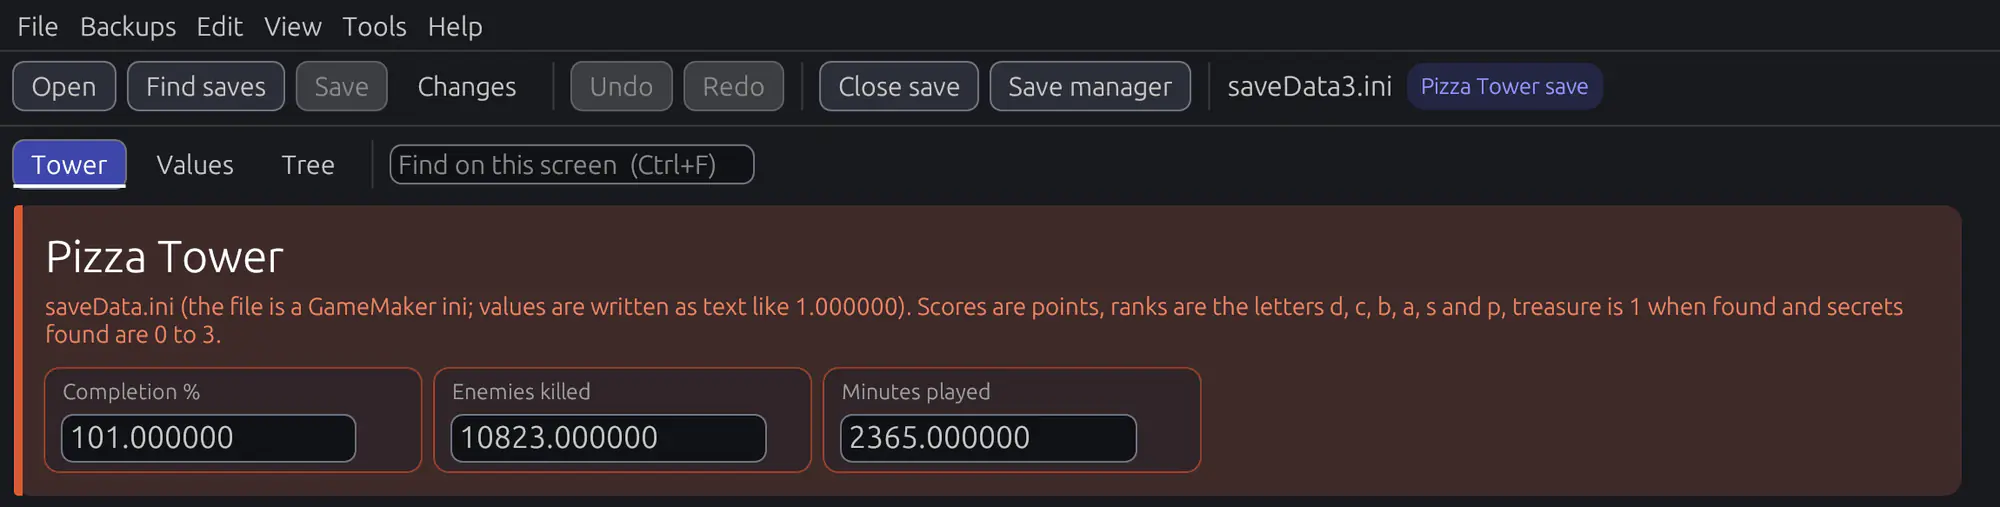 File Backups Edit View Tools Help
Open Find saves Save Changes Undo Redo Close save Save manager saveData3.ini Pizza Tower save
Tower Values Tree Find on this screen (Ctrl+F)
Pizza Tower
saveData.ini (the file is a GameMaker ini; values are written as text like 1.000000). Scores are points, ranks are the letters d, c, b, a, s and p, treasure is 1 when found and secrets
found are 0 to 3.
Completion % Enemies killed Minutes played
101.000000 10823.000000 2365.000000